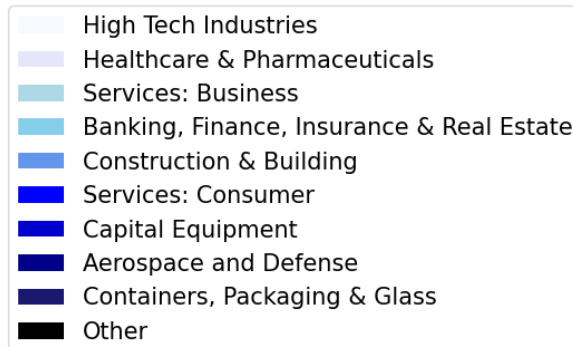 High Tech Industries
Healthcare & Pharmaceuticals
Services: Business
Banking, Finance, Insurance & Real Estate
Construction & Building
Services: Consumer
Capital Equipment
Aerospace and Defense
Containers, Packaging & Glass
Other